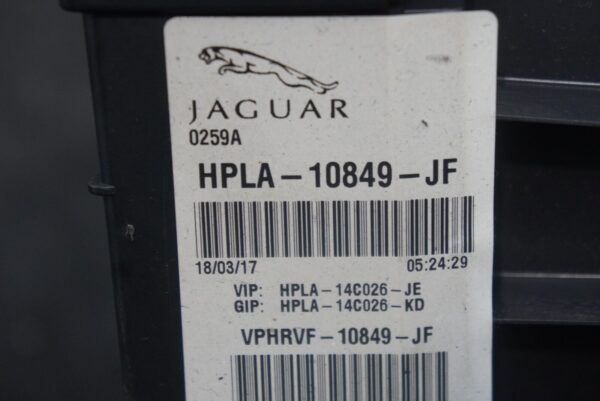 JAGUAR
0259A
HPLA-10849-JF
18/03/17 05:24:29
VIP: HPLA-14C026-JE
GIP: HPLA-14C026-KD
VPHRVF-10849-JF